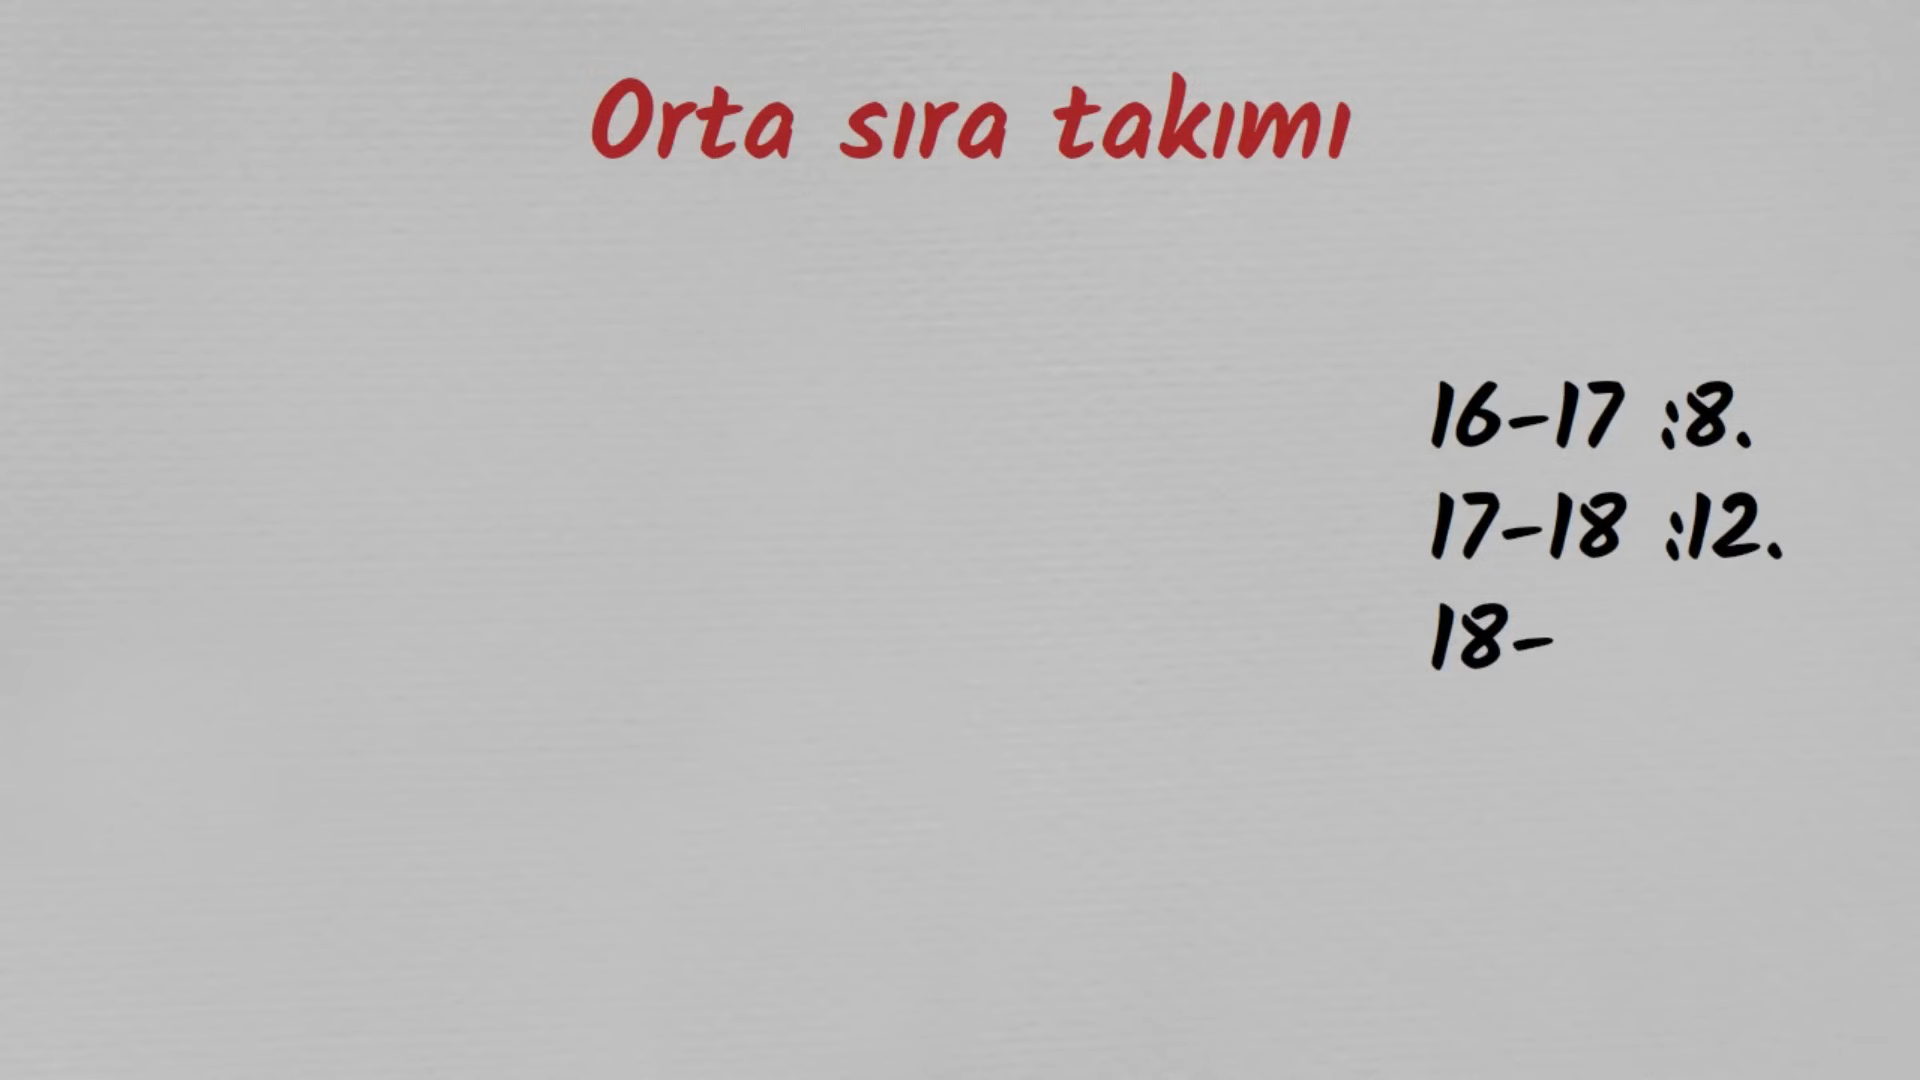 Orta sıra takımı
16-17 :8.
17-18 :12.
18-